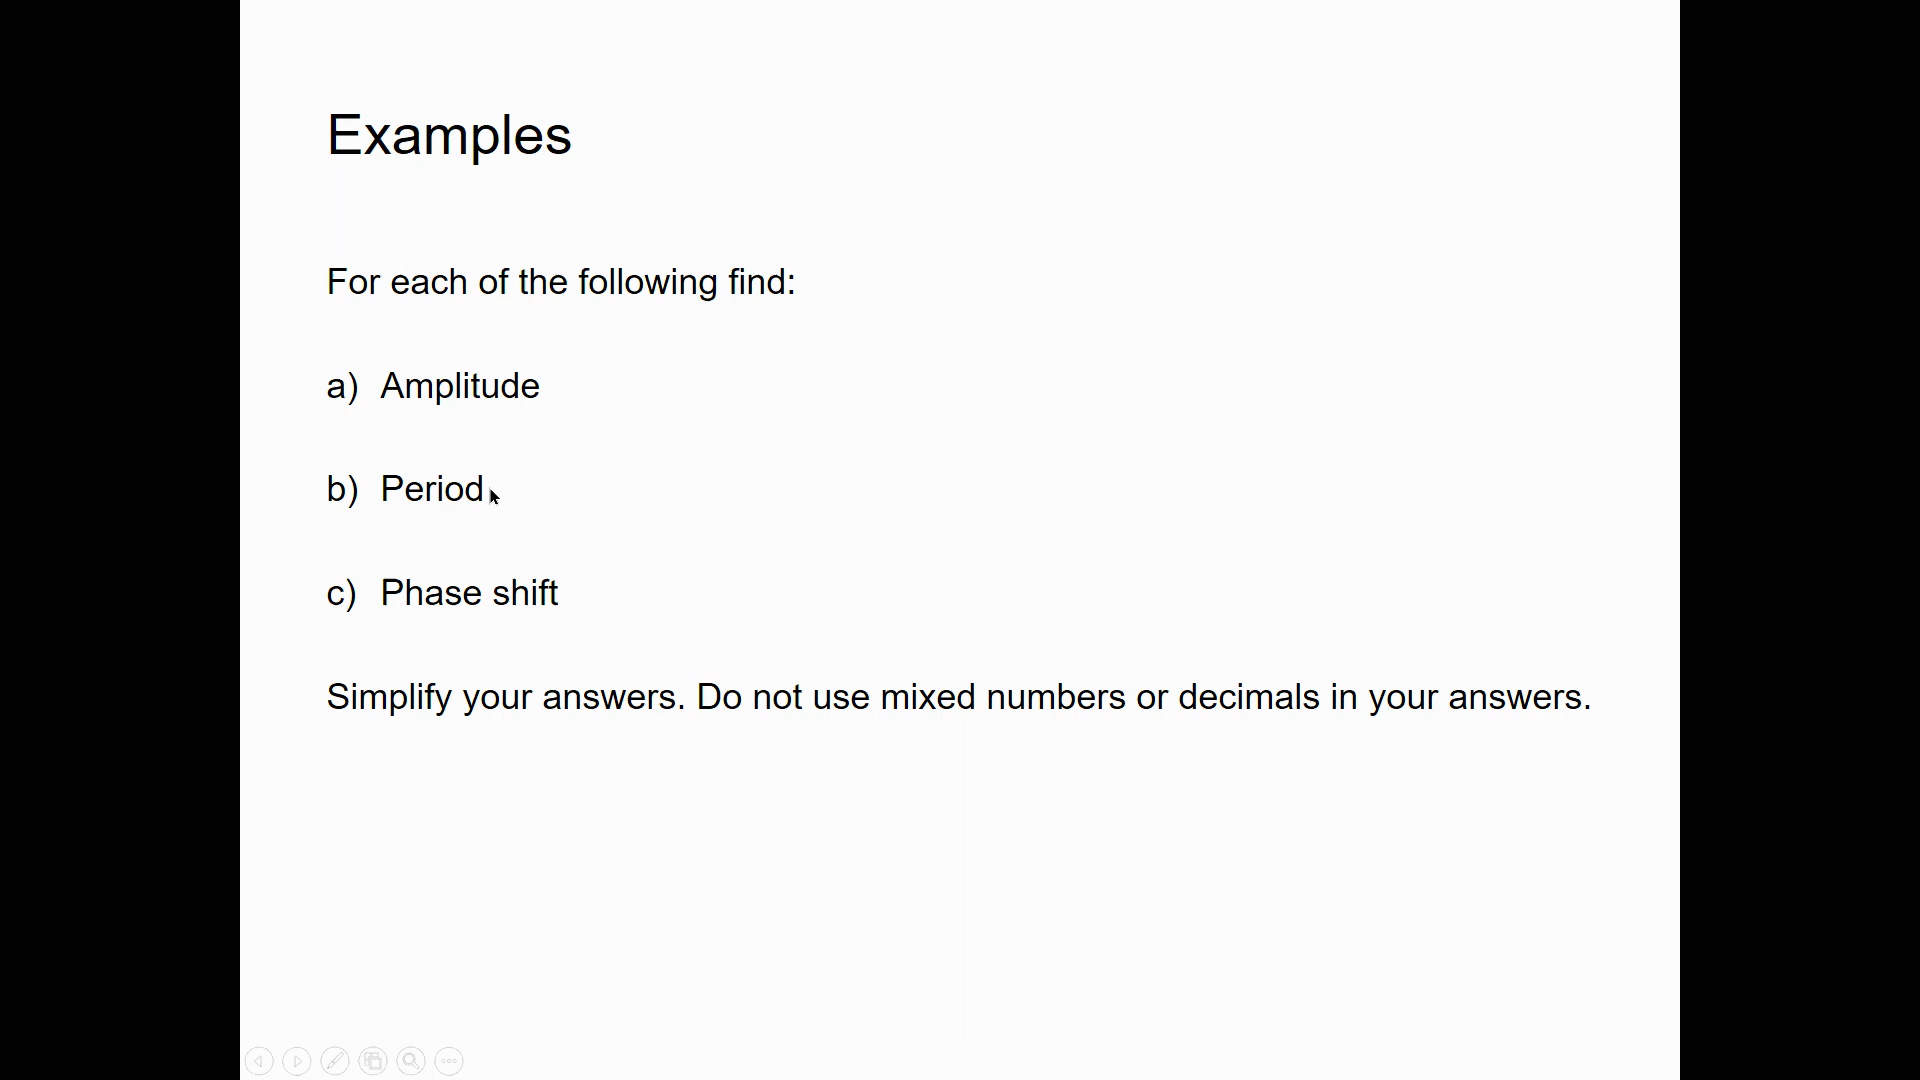 Examples
For each of the following find:
a) Amplitude
b) Period
c) Phase shift
Simplify your answers. Do not use mixed numbers or decimals in your answers.